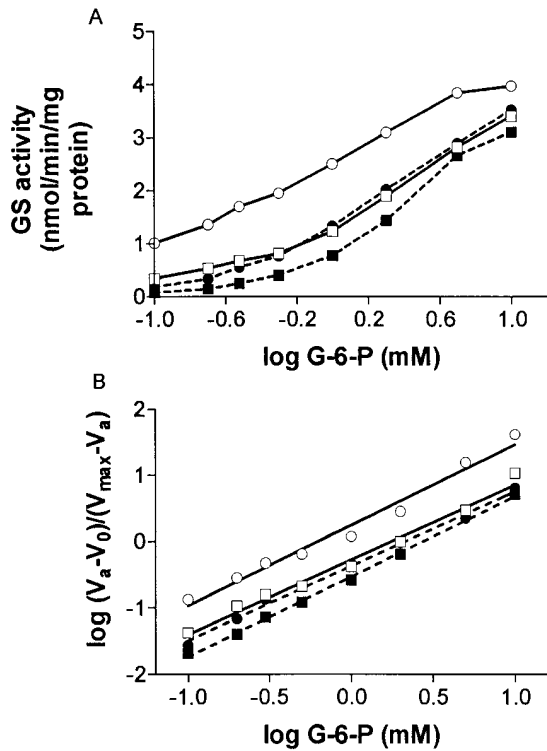 A
GS activity
(nmol/min/mg
protein)
5
4
3
2
1
0
-1.0 -0.6 -0.2 0.2 0.6 1.0
log G-6-P (mM)
B
log (Va-V0)/(Vmax-Va)
2
1
0
-1
-2
-1.0 -0.5 0.0 0.5 1.0
log G-6-P (mM)